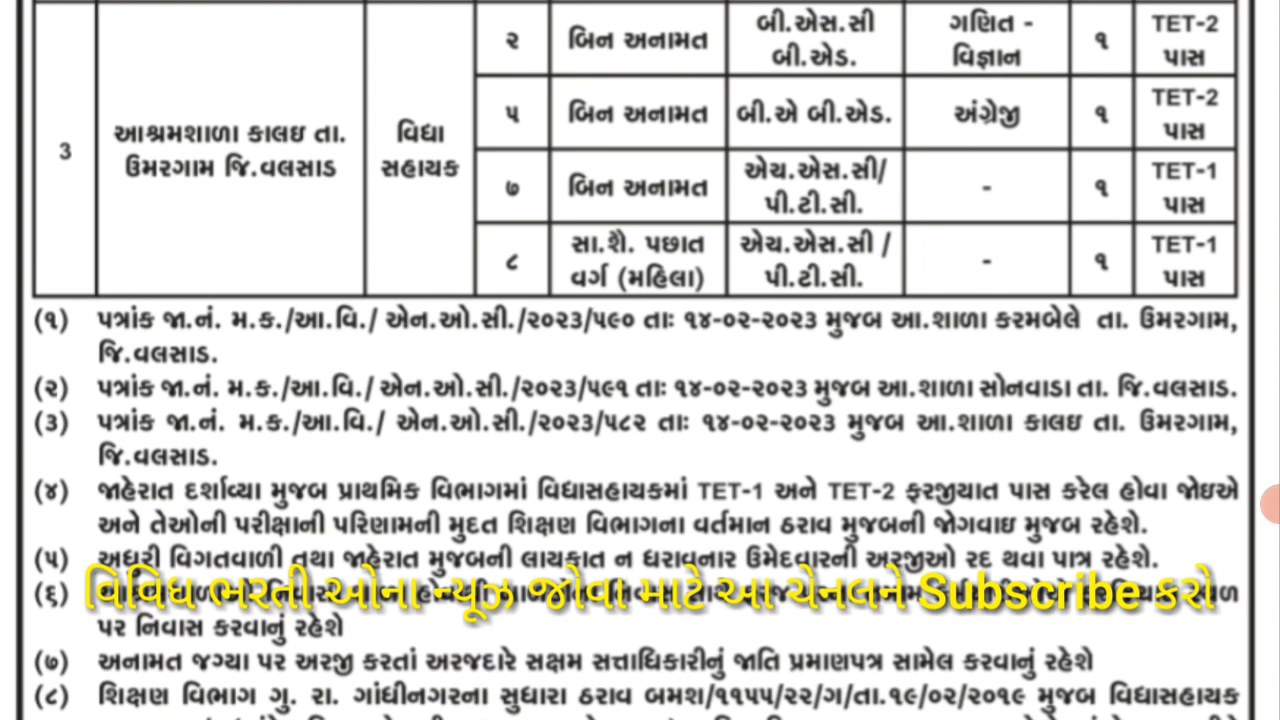 ૨ બિન અનામત બી.એસ.સી બી.એડ. ગણિત - વિજ્ઞાન ૧ TET-2 પાસ
3 આશ્રમશાળા કાલઇ તા. ઉમરગામ જિ.વલસાડ વિદ્યા સહાયક
૫ બિન અનામત બી.એ બી.એડ. અંગ્રેજી ૧ TET-2 પાસ
૭ બિન અનામત એચ.એસ.સી/ પી.ટી.સી. - ૧ TET-1 પાસ
૮ સા.શૈ. પછાત વર્ગ (મહિલા) એચ.એસ.સી / પી.ટી.સી. - ૧ TET-1 પાસ
(૧) પત્રાંક જા.નં. મ.ક./આ.વિ./ એન.ઓ.સી./૨૦૨૩/૫૯૦ તાઃ ૧૪-૦૨-૨૦૨૩ મુજબ આ.શાળા કરમબેલે તા. ઉમરગામ,
જિ.વલસાડ.
(૨) પત્રાંક જા.નં. મ.ક./આ.વિ./ એન.ઓ.સી./૨૦૨૩/૫૯૧ તાઃ ૧૪-૦૨-૨૦૨૩ મુજબ આ.શાળા સોનવાડા તા. જિ.વલસાડ.
(૩) પત્રાંક જા.નં. મ.ક./આ.વિ./ એન.ઓ.સી./૨૦૨૩/૫૮૨ તાઃ ૧૪-૦૨-૨૦૨૩ મુજબ આ.શાળા કાલઇ તા. ઉમરગામ,
જિ.વલસાડ.
(૪) જાહેરાત દર્શાવ્યા મુજબ પ્રાથમિક વિભાગમાં વિદ્યાસહાયકમાં TET-1 અને TET-2 ફરજીયાત પાસ કરેલ હોવા જોઇએ
અને તેઓની પરીક્ષાની પરિણામની મુદત શિક્ષણ વિભાગના વર્તમાન ઠરાવ મુજબની જોગવાઇ મુજબ રહેશે.
(૫) અધુરી વિગતવાળી તથા જાહેરાત મુજબની લાયકાત ન ધરાવનાર ઉમેદવારની અરજીઓ રદ થવા પાત્ર રહેશે.
વિવિધ ભરતી ઓના ન્યૂઝ જોવા માટે આ ચેનલને Subscribe કરો
(૬)
પર નિવાસ કરવાનું રહેશે
(૭) અનામત જગ્યા પર અરજી કરતાં અરજદારે સક્ષમ સત્તાધિકારીનું જાતિ પ્રમાણપત્ર સામેલ કરવાનું રહેશે
(૮) શિક્ષણ વિભાગ ગુ. રા. ગાંધીનગરના સુધારા ઠરાવ બમશ/૧૧૫૫/૨૨/ગ/તા.૧૯/૦૨/૨૦૧૯ મુજબ વિદ્યાસહાયક